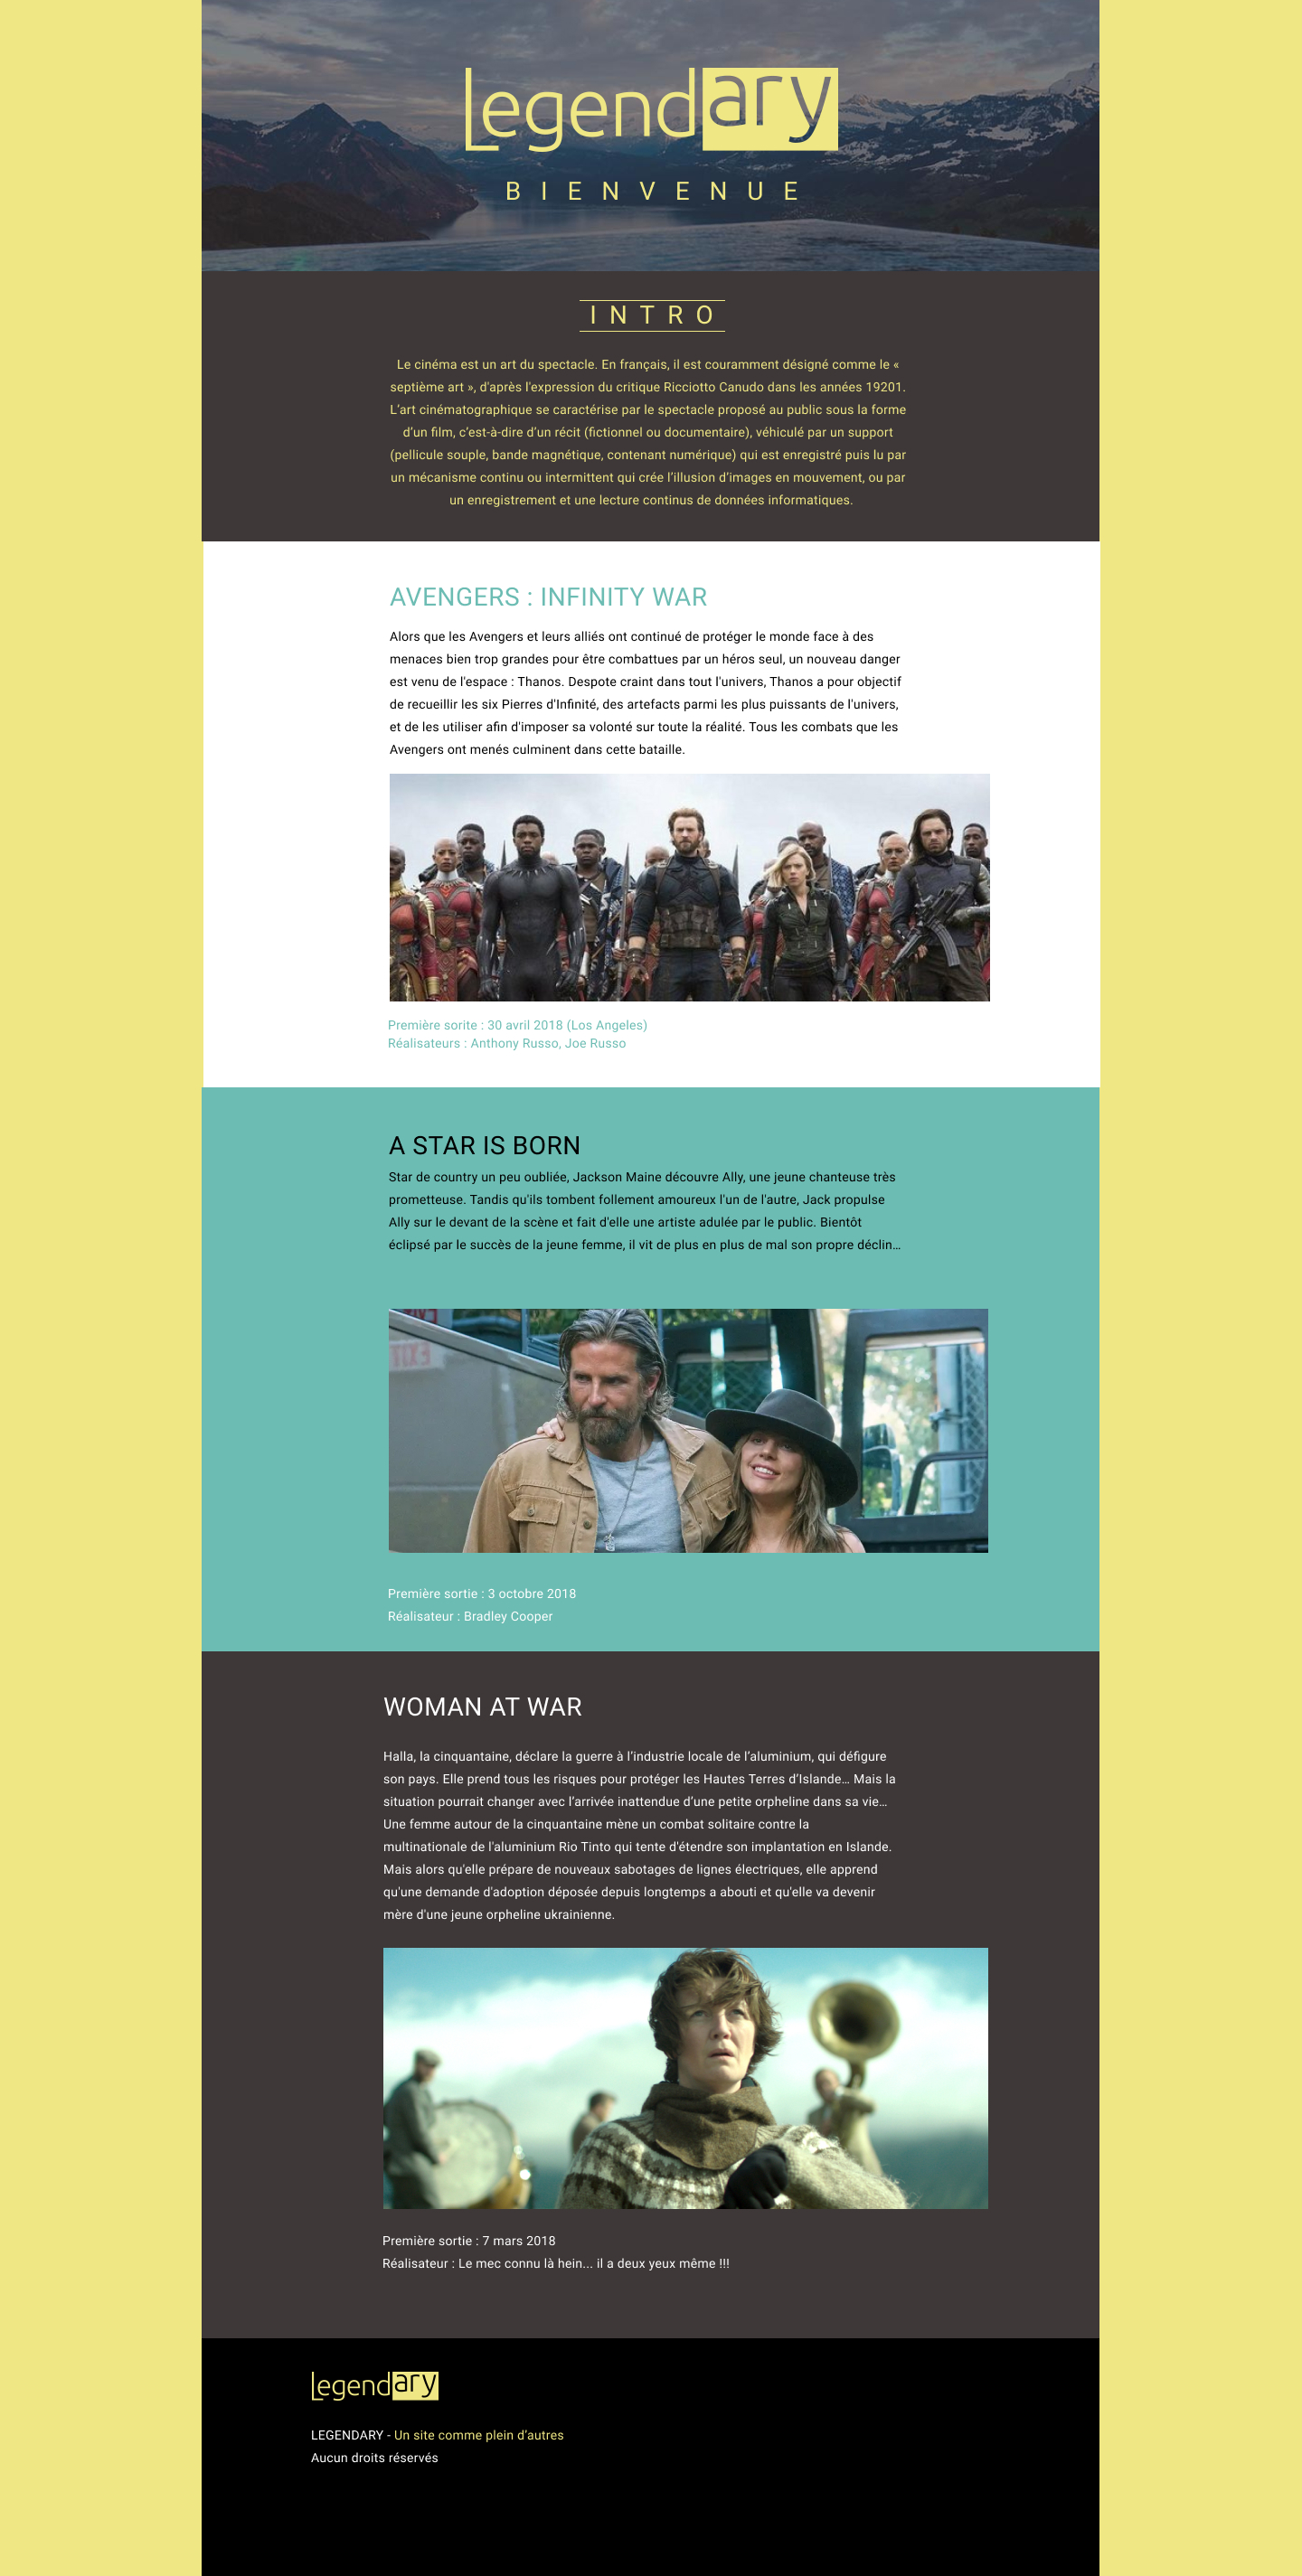 legendary
BIENVENUE
INTRO
Le cinéma est un art du spectacle. En français, il est couramment désigné comme le «
septième art », d'après l'expression du critique Ricciotto Canudo dans les années 19201.
L’art cinématographique se caractérise par le spectacle proposé au public sous la forme
d’un film, c’est-à-dire d’un récit (fictionnel ou documentaire), véhiculé par un support
(pellicule souple, bande magnétique, contenant numérique) qui est enregistré puis lu par
un mécanisme continu ou intermittent qui crée l’illusion d’images en mouvement, ou par
un enregistrement et une lecture continus de données informatiques.
AVENGERS : INFINITY WAR
Alors que les Avengers et leurs alliés ont continué de protéger le monde face à des
menaces bien trop grandes pour être combattues par un héros seul, un nouveau danger
est venu de l'espace : Thanos. Despote craint dans tout l'univers, Thanos a pour objectif
de recueillir les six Pierres d'Infinité, des artefacts parmi les plus puissants de l'univers,
et de les utiliser afin d'imposer sa volonté sur toute la réalité. Tous les combats que les
Avengers ont menés culminent dans cette bataille.
Première sorite : 30 avril 2018 (Los Angeles)
Réalisateurs : Anthony Russo, Joe Russo
A STAR IS BORN
Star de country un peu oubliée, Jackson Maine découvre Ally, une jeune chanteuse très
prometteuse. Tandis qu'ils tombent follement amoureux l'un de l'autre, Jack propulse
Ally sur le devant de la scène et fait d'elle une artiste adulée par le public. Bientôt
éclipsé par le succès de la jeune femme, il vit de plus en plus de mal son propre déclin…
EXIT
Première sortie : 3 octobre 2018
Réalisateur : Bradley Cooper
WOMAN AT WAR
Halla, la cinquantaine, déclare la guerre à l’industrie locale de l’aluminium, qui défigure
son pays. Elle prend tous les risques pour protéger les Hautes Terres d’Islande… Mais la
situation pourrait changer avec l’arrivée inattendue d’une petite orpheline dans sa vie…
Une femme autour de la cinquantaine mène un combat solitaire contre la
multinationale de l'aluminium Rio Tinto qui tente d'étendre son implantation en Islande.
Mais alors qu'elle prépare de nouveaux sabotages de lignes électriques, elle apprend
qu'une demande d'adoption déposée depuis longtemps a abouti et qu'elle va devenir
mère d'une jeune orpheline ukrainienne.
Première sortie : 7 mars 2018
Réalisateur : Le mec connu là hein... il a deux yeux même !!!
legendary
LEGENDARY - Un site comme plein d’autres
Aucun droits réservés